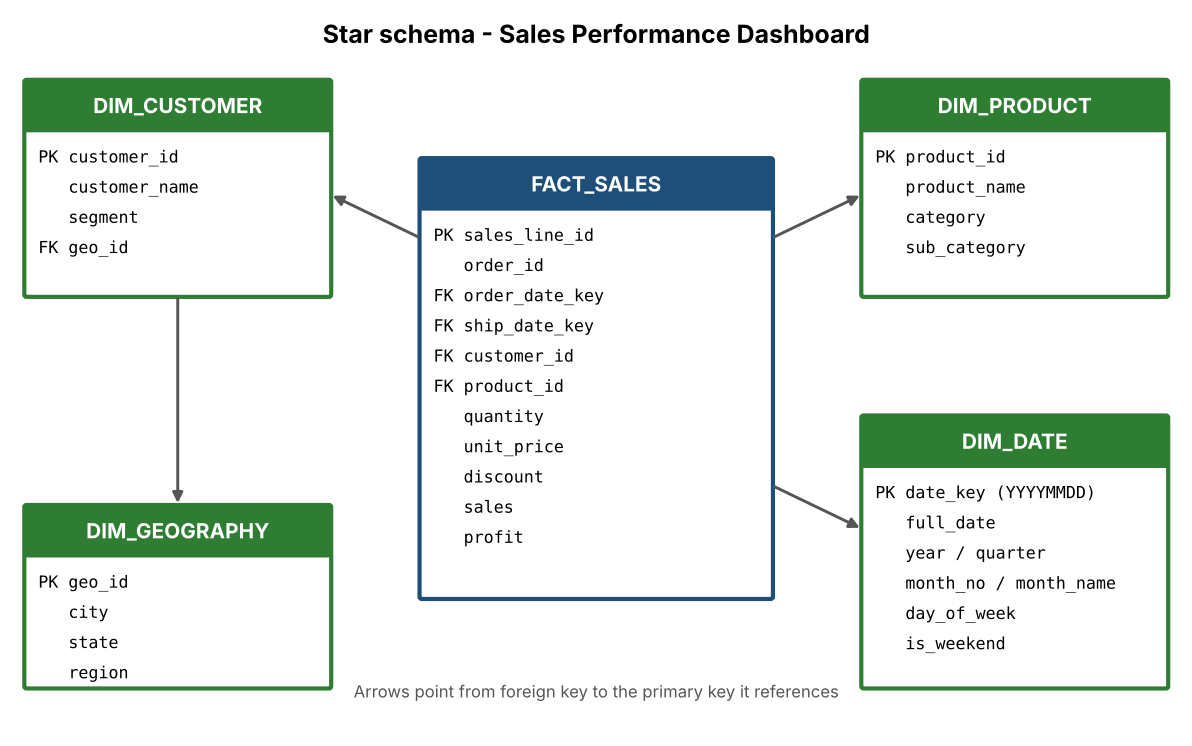 Star schema - Sales Performance Dashboard
DIM_CUSTOMER
PK customer_id
customer_name
segment
FK geo_id
DIM_GEOGRAPHY
PK geo_id
city
state
region
FACT_SALES
PK sales_line_id
order_id
FK order_date_key
FK ship_date_key
FK customer_id
FK product_id
quantity
unit_price
discount
sales
profit
DIM_PRODUCT
PK product_id
product_name
category
sub_category
DIM_DATE
PK date_key (YYYYMMDD)
full_date
year / quarter
month_no / month_name
day_of_week
is_weekend
Arrows point from foreign key to the primary key it references